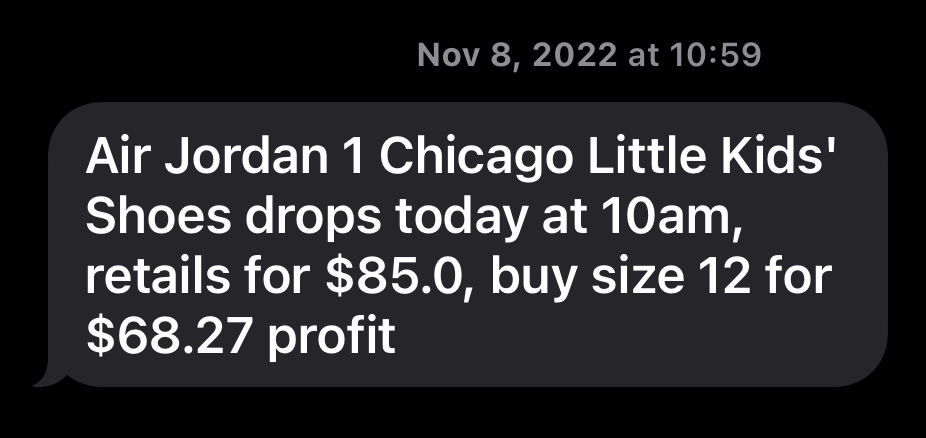 Nov 8, 2022 at 10:59
Air Jordan 1 Chicago Little Kids'
Shoes drops today at 10am,
retails for $85.0, buy size 12 for
$68.27 profit